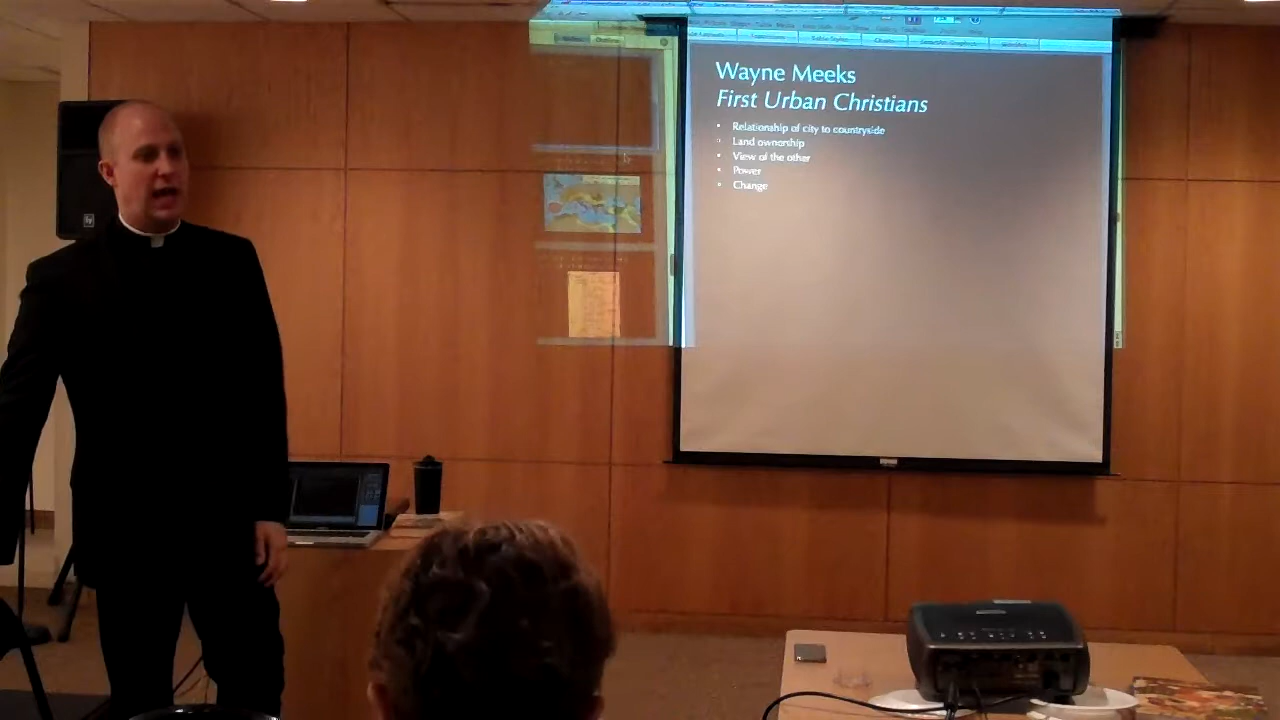 Wayne Meeks
First Urban Christians
• Relationship of city to countryside
• Land ownership
• View of the other
• Power
• Change